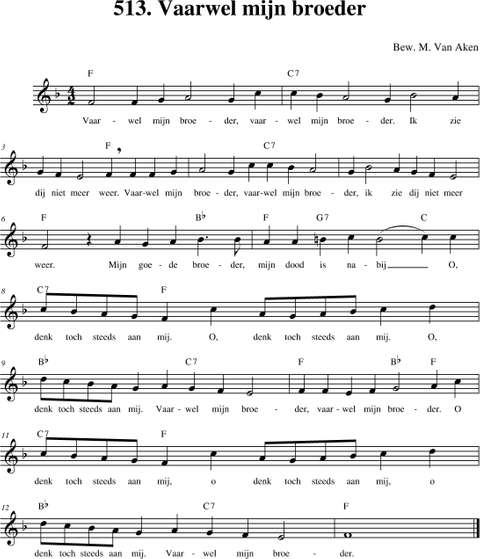 513. Vaarwel mijn broeder
Bew. M. Van Aken
F C7
Vaar - wel mijn broe - der, vaar - wel mijn broe - der. Ik zie
3 F
dij niet meer weer. Vaar-wel mijn broe - der, vaar-wel mijn broe - der, ik zie dij niet meer
C7
6 F B♭ F G7 C
weer. Mijn goe - de broe - der, mijn dood is na - bij O,
8 C7 F
denk toch steeds aan mij. O, denk toch steeds aan mij. O,
9 B♭ C7 F B♭ F
denk toch steeds aan mij. Vaar - wel mijn broe - der, vaar - wel mijn broe - der. O
11 C7 F
denk toch steeds aan mij, o denk toch steeds aan mij, o
12 B♭ C7 F
denk toch steeds aan mij. Vaar - wel mijn broe - der.